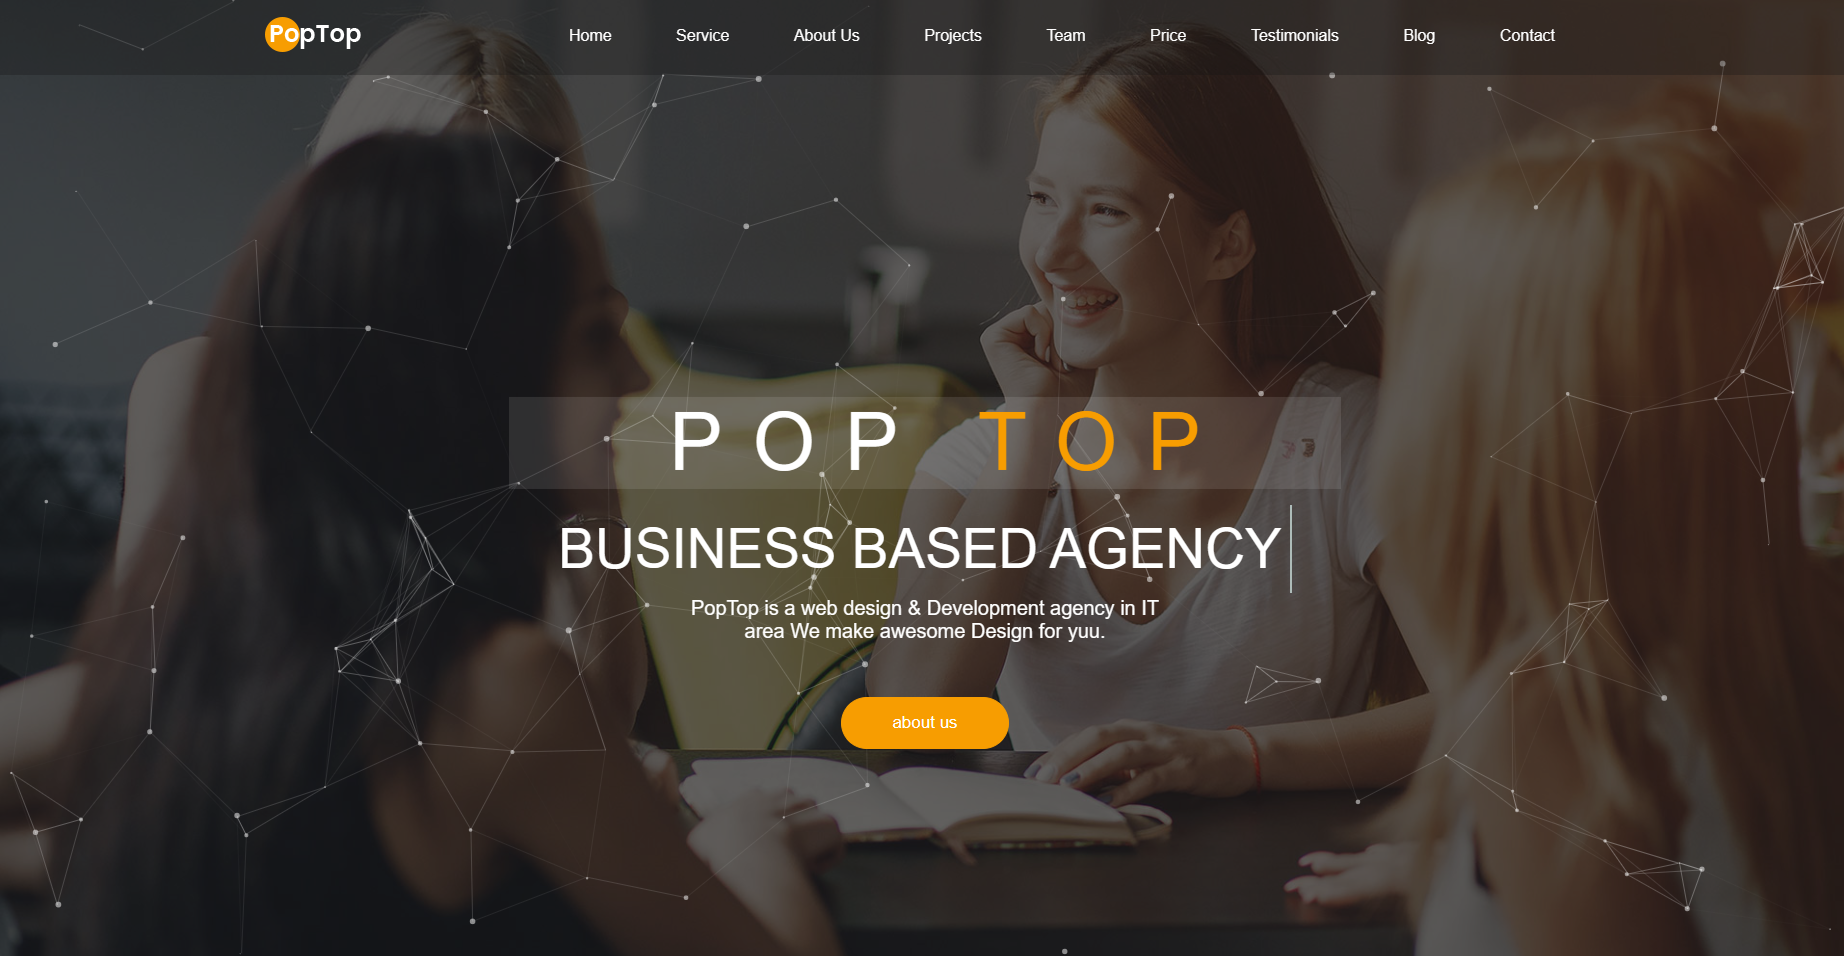 PopTop
Home Service About Us Projects Team Price Testimonials Blog Contact
POP TOP
BUSINESS BASED AGENCY
PopTop is a web design & Development agency in IT
area We make awesome Design for yuu.
about us